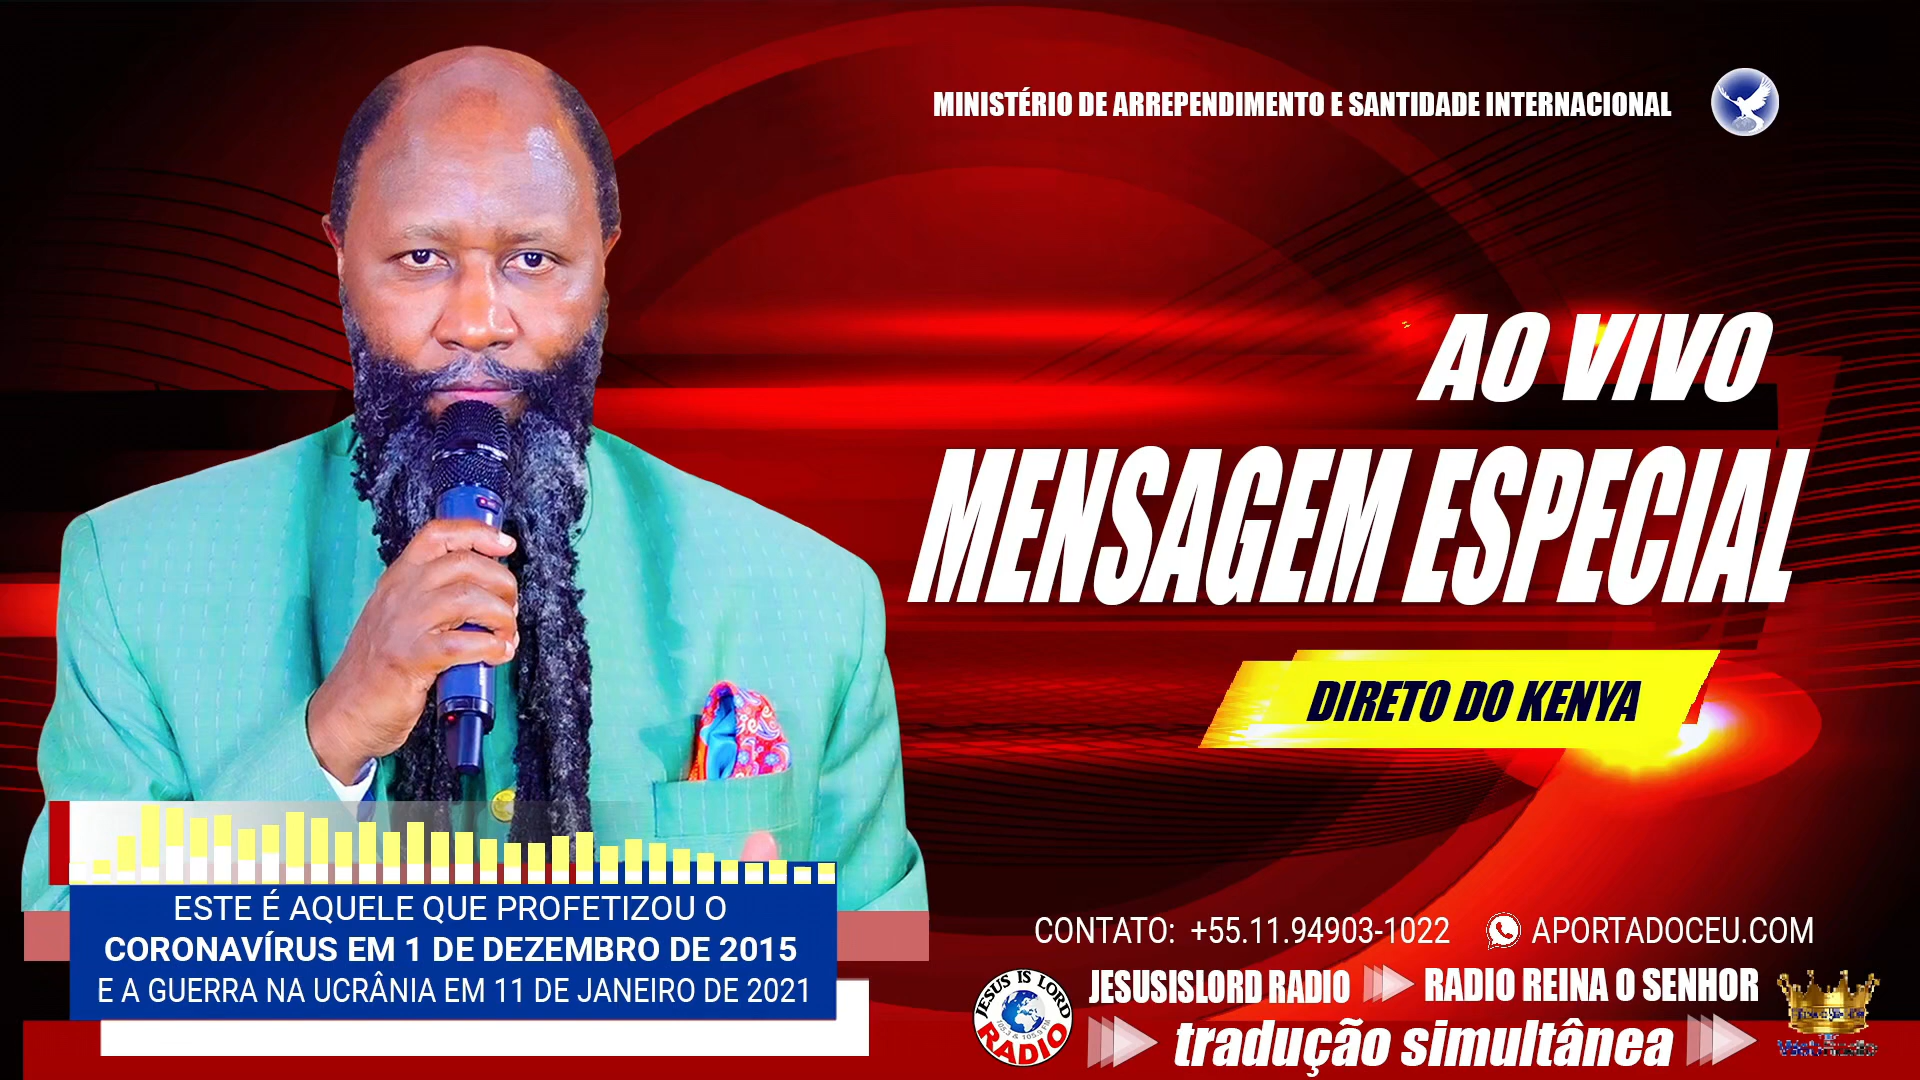 MINISTÉRIO DE ARREPENDIMENTO E SANTIDADE INTERNACIONAL
AO VIVO
MENSAGEM ESPECIAL
DIRETO DO KENYA
ESTE É AQUELE QUE PROFETIZOU O
CORONAVÍRUS EM 1 DE DEZEMBRO DE 2015
E A GUERRA NA UCRÂNIA EM 11 DE JANEIRO DE 2021
CONTATO: +55.11.94903-1022 APORTADOCEU.COM
JESUSISLORD RADIO RADIO REINA O SENHOR
JESUS IS LORD
RADIO
tradução simultânea